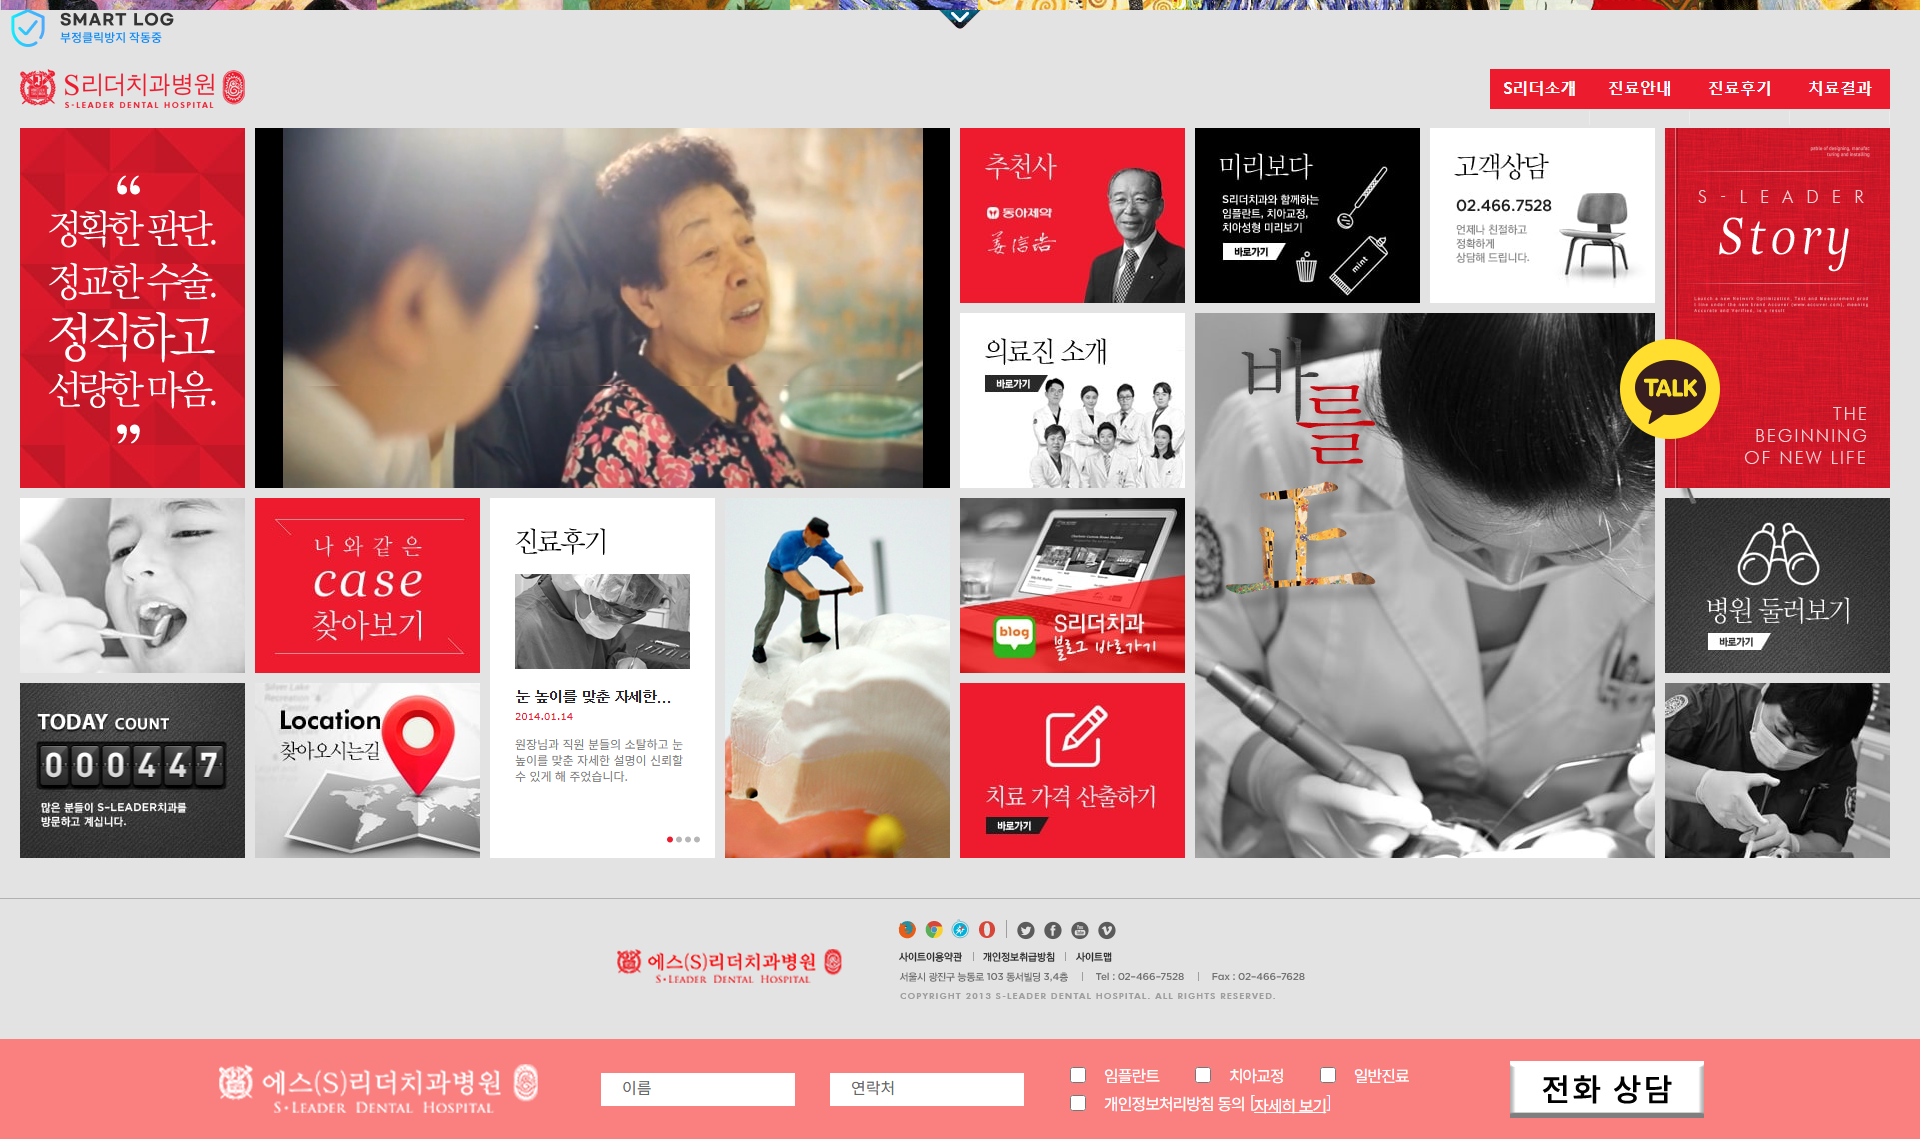 SMART LOG
부정클릭방지 작동중
S리더치과병원
S-LEADER DENTAL HOSPITAL
S리더소개
진료안내
진료후기
치료결과
“
정확한 판단.
정교한 수술.
정직하고
선량한 마음.
”
추천사
동아제약
姜信浩
미리보다
S리더치과와 함께하는
임플란트, 치아교정,
치아성형 미리보기
바로가기
mint
고객상담
02.466.7528
언제나 친절하고
정확하게
상담해 드립니다.
S-LEADER
Story
THE
BEGINNING
OF NEW LIFE
TALK
의료진 소개
바로가기
바
를
正
나 와 같 은
case
찾아보기
진료후기
눈 높이를 맞춘 자세한...
2014.01.14
원장님과 직원 분들의 소탈하고 눈
높이를 맞춘 자세한 설명이 신뢰할
수 있게 해 주었습니다.
blog
S리더치과
블로그 바로가기
병원 둘러보기
바로가기
TODAY COUNT
000447
많은 분들이 S-LEADER치과를
방문하고 계십니다.
Location
찾아오시는길
치료 가격 산출하기
바로가기
에스(S)리더치과병원
S-LEADER DENTAL HOSPITAL
사이트이용약관 | 개인정보취급방침 | 사이트맵
서울시 광진구 능동로 103 동서빌딩 3,4층 | Tel : 02-466-7528 | Fax : 02-466-7628
COPYRIGHT 2013 S-LEADER DENTAL HOSPITAL. ALL RIGHTS RESERVED.
에스(S)리더치과병원
S-LEADER DENTAL HOSPITAL
이름
연락처
임플란트
치아교정
일반진료
개인정보처리방침 동의 [자세히 보기]
전화 상담